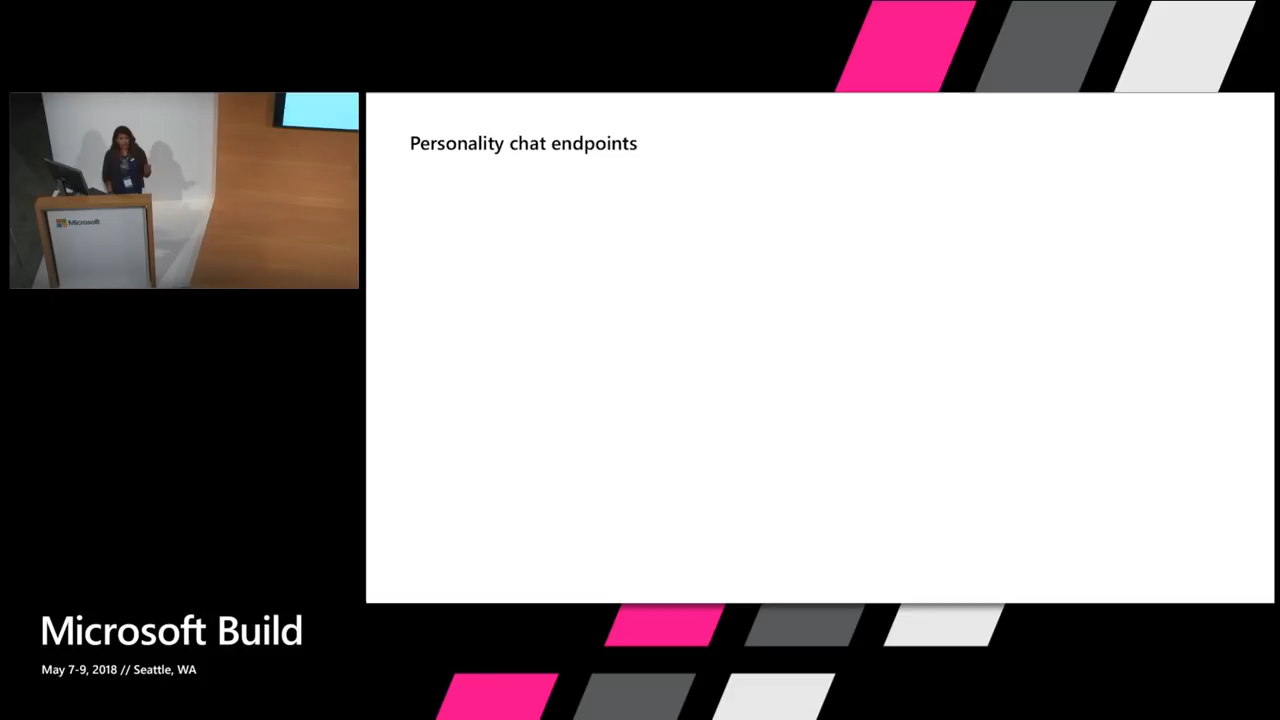 Personality chat endpoints
Microsoft
Microsoft Build
May 7-9, 2018 // Seattle, WA